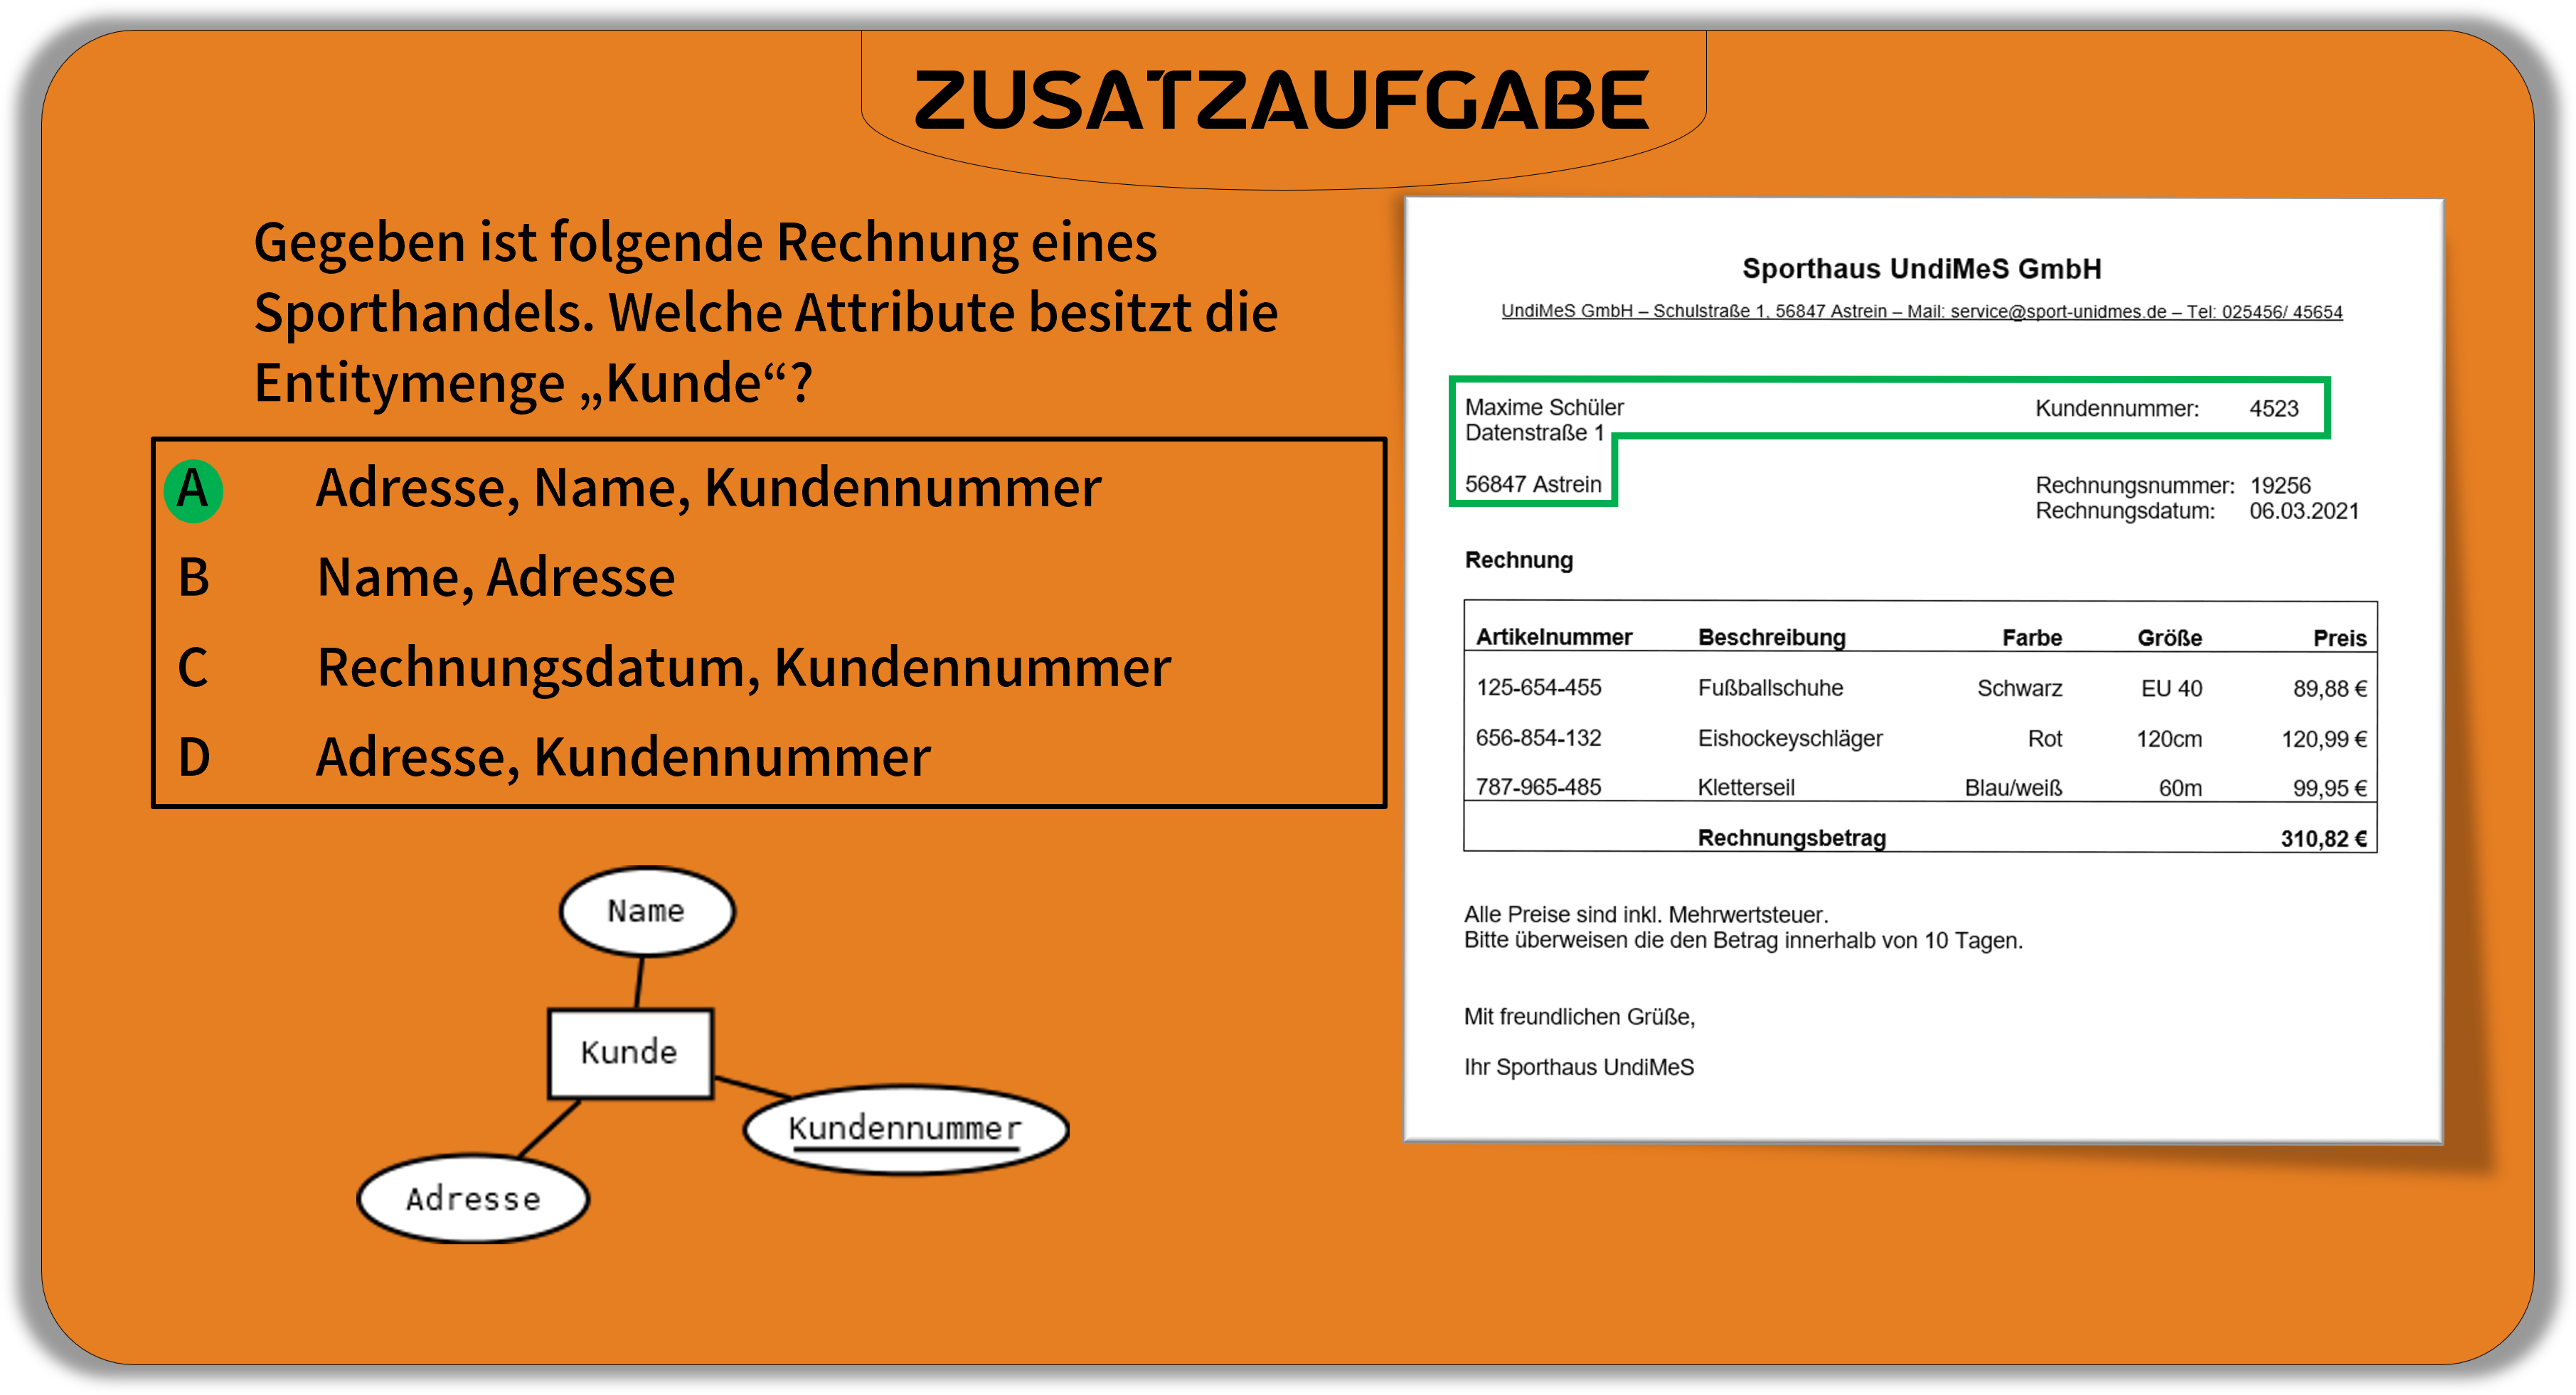 ZUSATZAUFGABE
Gegeben ist folgende Rechnung eines
Sporthandels. Welche Attribute besitzt die
Entitymenge „Kunde“?
A Adresse, Name, Kundennummer
B Name, Adresse
C Rechnungsdatum, Kundennummer
D Adresse, Kundennummer
Name
Kunde
Kundennummer
Adresse
Sporthaus UndiMeS GmbH
UndiMeS GmbH – Schulstraße 1, 56847 Astrein – Mail: service@sport-unidmes.de – Tel: 025456/ 45654
Maxime Schüler Kundennummer: 4523
Datenstraße 1
56847 Astrein Rechnungsnummer: 19256
Rechnungsdatum: 06.03.2021
Rechnung
Artikelnummer Beschreibung Farbe Größe Preis
125-654-455 Fußballschuhe Schwarz EU 40 89,88 €
656-854-132 Eishockeyschläger Rot 120cm 120,99 €
787-965-485 Kletterseil Blau/weiß 60m 99,95 €
Rechnungsbetrag 310,82 €
Alle Preise sind inkl. Mehrwertsteuer.
Bitte überweisen die den Betrag innerhalb von 10 Tagen.
Mit freundlichen Grüße,
Ihr Sporthaus UndiMeS